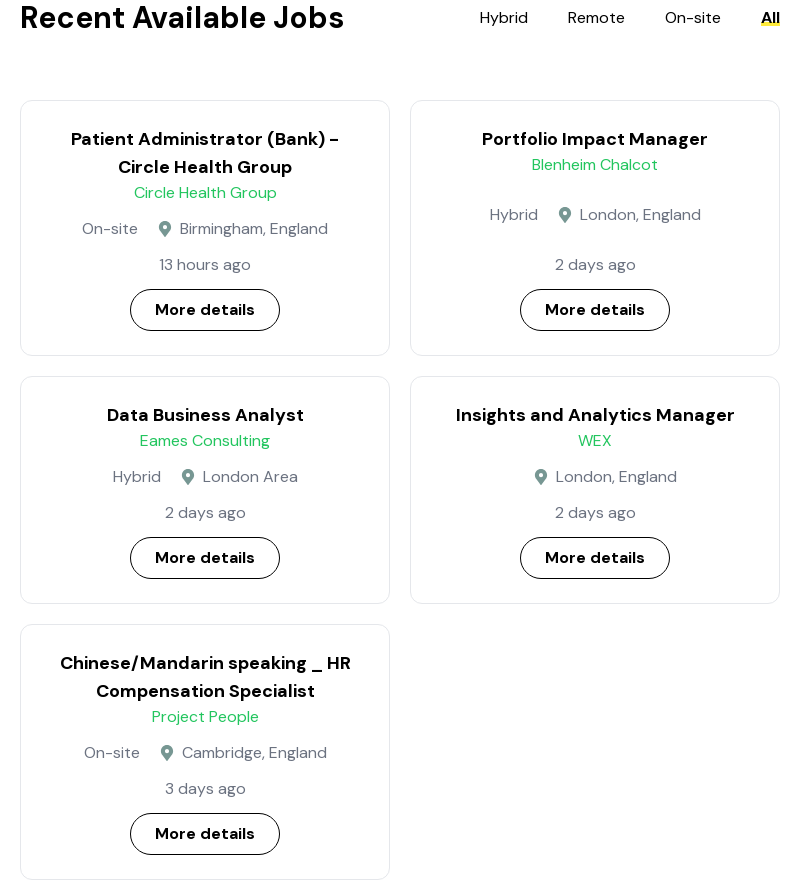 Recent Available Jobs
Hybrid Remote On-site All
Patient Administrator (Bank) -
Circle Health Group
Circle Health Group
On-site Birmingham, England
13 hours ago
More details
Portfolio Impact Manager
Blenheim Chalcot
Hybrid London, England
2 days ago
More details
Data Business Analyst
Eames Consulting
Hybrid London Area
2 days ago
More details
Insights and Analytics Manager
WEX
London, England
2 days ago
More details
Chinese/Mandarin speaking _ HR
Compensation Specialist
Project People
On-site Cambridge, England
3 days ago
More details